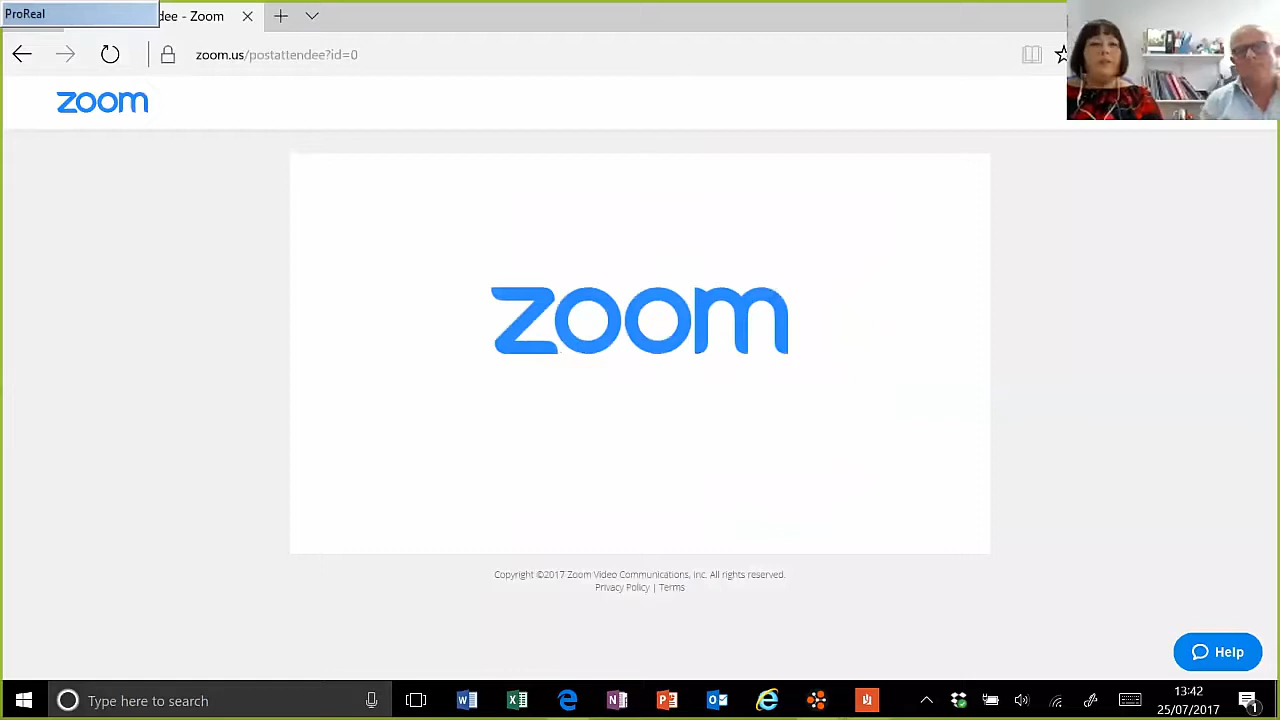 ProReal
dee - Zoom
zoom.us/postattendee?id=0
zoom
zoom
Copyright ©2017 Zoom Video Communications, Inc. All rights reserved.
Privacy Policy | Terms
Help
Type here to search
13:42
25/07/2017
1